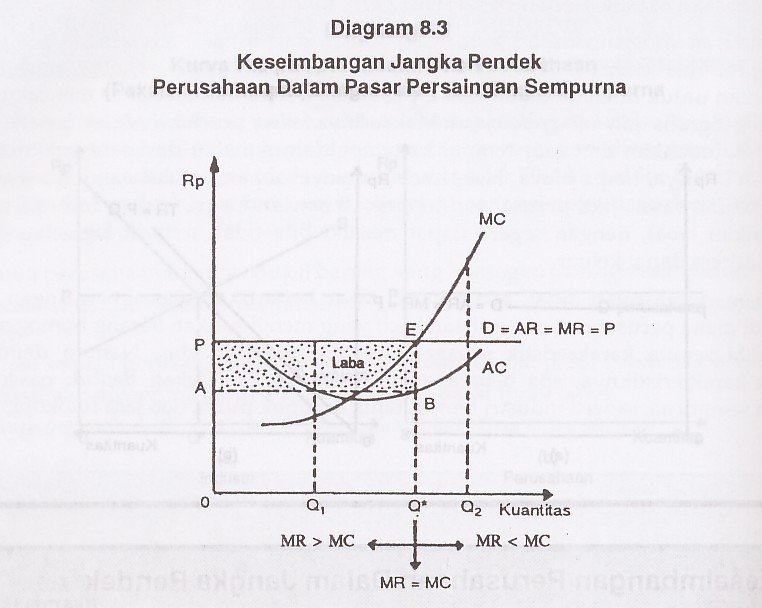 Diagram 8.3
Keseimbangan Jangka Pendek
Perusahaan Dalam Pasar Persaingan Sempurna
Rp
MC
E
D = AR = MR = P
P
Laba
AC
A
B
0
Q1
Q*
Q2
Kuantitas
MR > MC
MR < MC
MR = MC